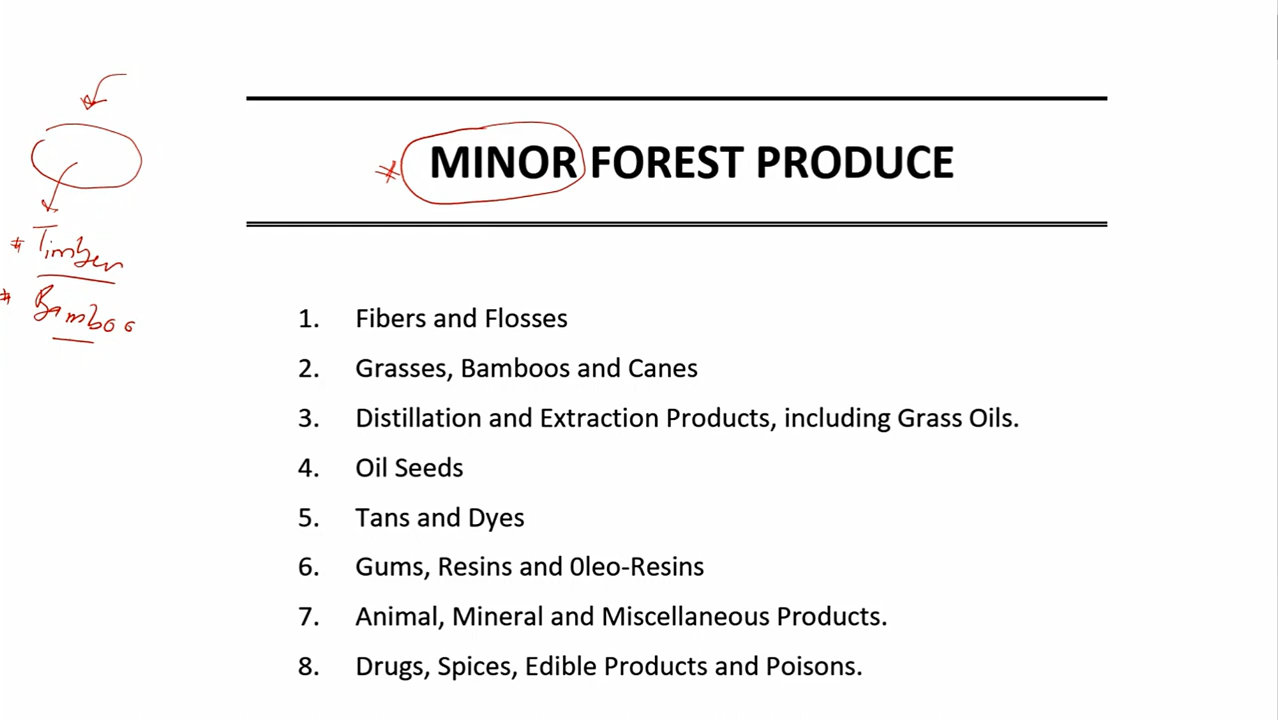 MINOR FOREST PRODUCE
* Timber
* Bamboo
1. Fibers and Flosses
2. Grasses, Bamboos and Canes
3. Distillation and Extraction Products, including Grass Oils.
4. Oil Seeds
5. Tans and Dyes
6. Gums, Resins and 0leo-Resins
7. Animal, Mineral and Miscellaneous Products.
8. Drugs, Spices, Edible Products and Poisons.